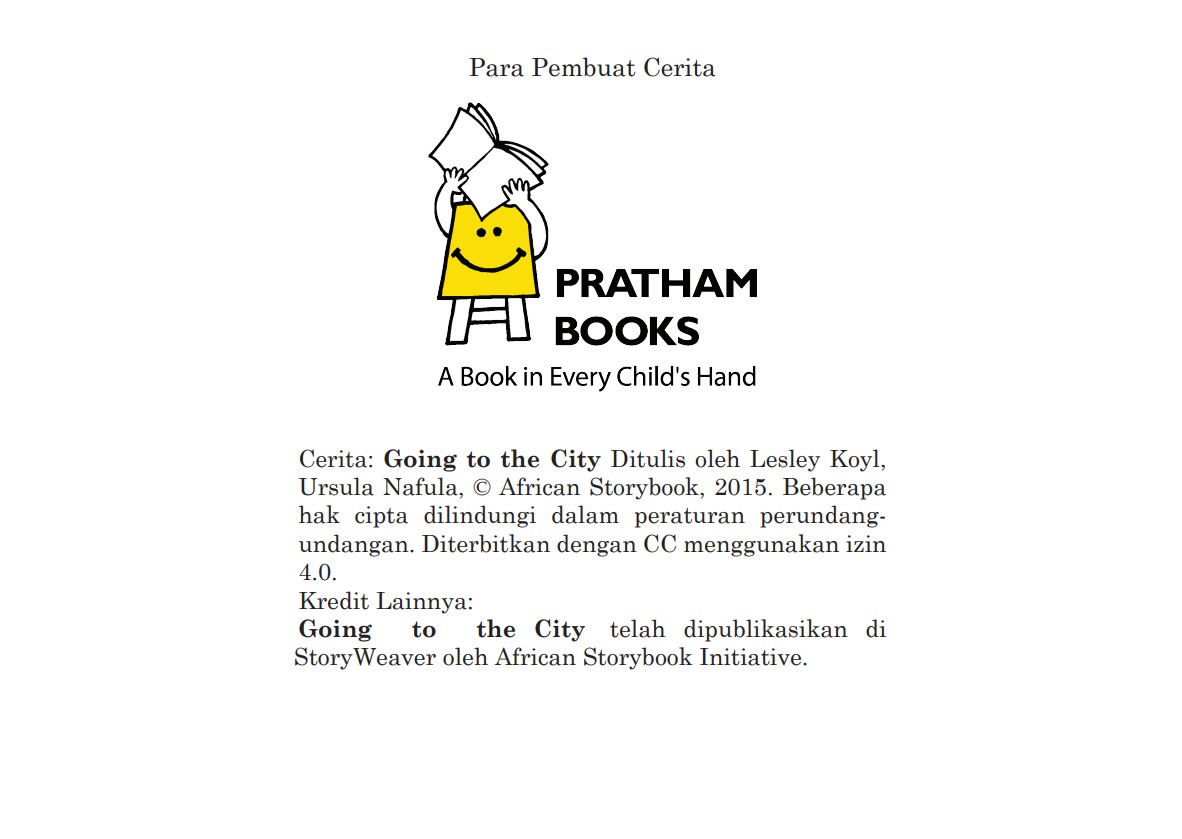 Para Pembuat Cerita
PRATHAM
BOOKS
A Book in Every Child's Hand
Cerita: Going to the City Ditulis oleh Lesley Koyl,
Ursula Nafula, © African Storybook, 2015. Beberapa
hak cipta dilindungi dalam peraturan perundang-
undangan. Diterbitkan dengan CC menggunakan izin
4.0.
Kredit Lainnya:
Going to the City telah dipublikasikan di
StoryWeaver oleh African Storybook Initiative.